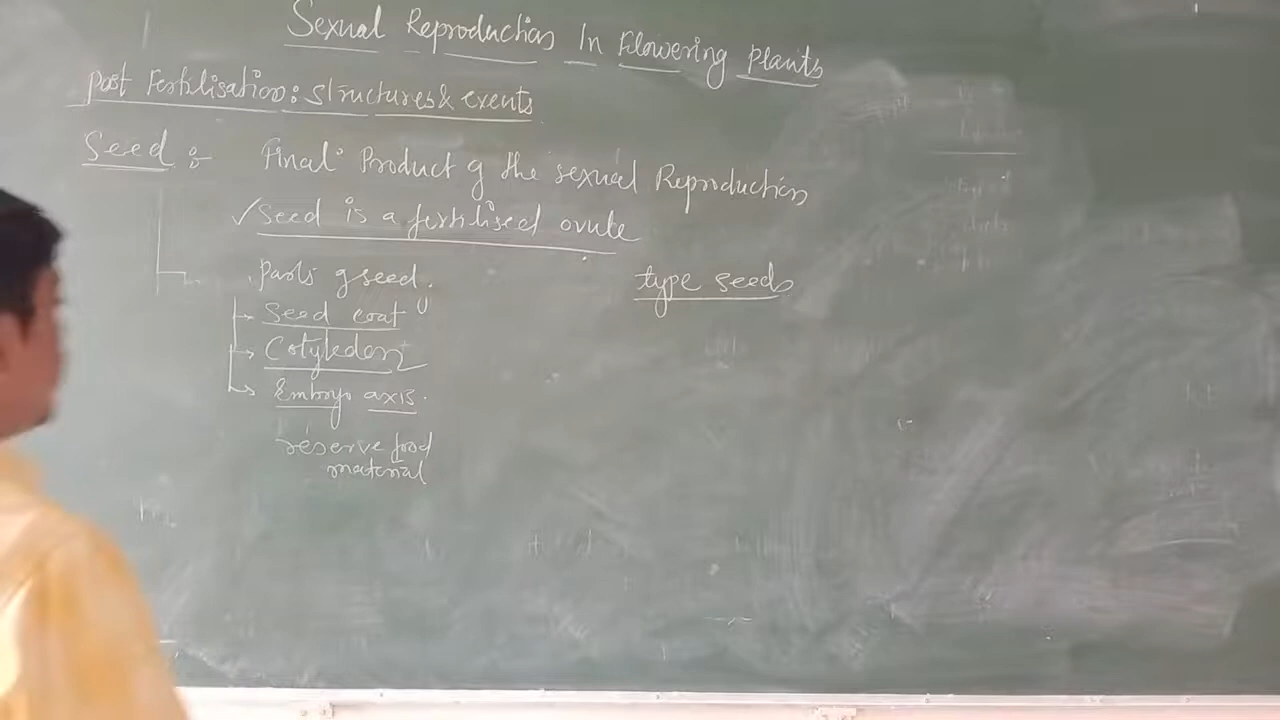 Sexual Reproduction In Flowering Plants
Post Fertilisation: Structures & events
Seed :- Final Product of the sexual Reproduction
✓ Seed is a fertilised ovule
Parts of seed.
Seed coat
Cotyledon
Embryo axis.
reserve food
material
type seeds